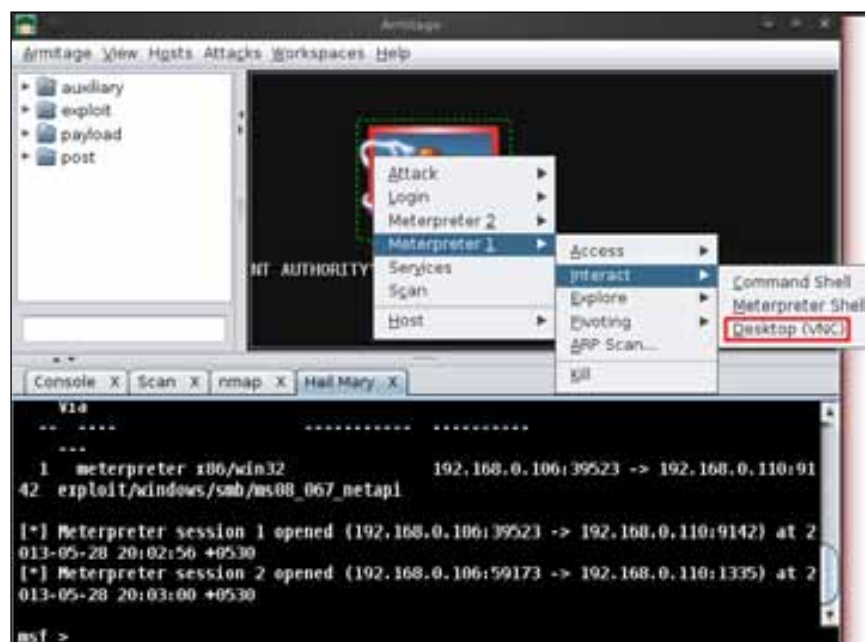 Armitage
Armitage View Hosts Attacks Workspaces Help
auxiliary
exploit
payload
post
NT AUTHORITY
Attack
Login
Meterpreter 2
Meterpreter 1
Services
Scan
Host
Access
Interact
Explore
Pivoting
ARP Scan...
Kill
Command Shell
Meterpreter Shell
Desktop (VNC)
Console X Scan X nmap X Hail Mary X
Via
-- ---- ----------- ----------
---
1 meterpreter x86/win32 192.168.0.106:39523 -> 192.168.0.110:91
42 exploit/windows/smb/ms08_067_netapi
[*] Meterpreter session 1 opened (192.168.0.106:39523 -> 192.168.0.110:9142) at 2
013-05-28 20:02:56 +0530
[*] Meterpreter session 2 opened (192.168.0.106:59173 -> 192.168.0.110:1335) at 2
013-05-28 20:03:00 +0530
msf >